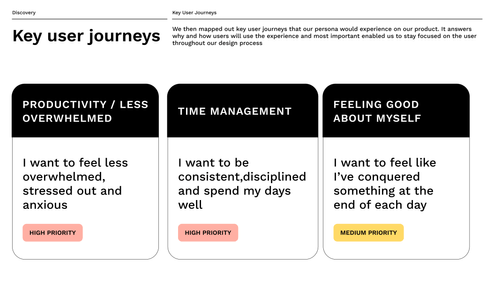 Discovery
Key User Journeys
Key user journeys
We then mapped out key user journeys that our persona would experience on our product. It answers
why and how users will use the experience and most important enabled us to stay focused on the user
throughout our design process
PRODUCTIVITY / LESS
OVERWHELMED
I want to feel less
overwhelmed,
stressed out and
anxious
HIGH PRIORITY
TIME MANAGEMENT
I want to be
consistent,disciplined
and spend my days
well
HIGH PRIORITY
FEELING GOOD
ABOUT MYSELF
I want to feel like
I've conquered
something at the
end of each day
MEDIUM PRIORITY